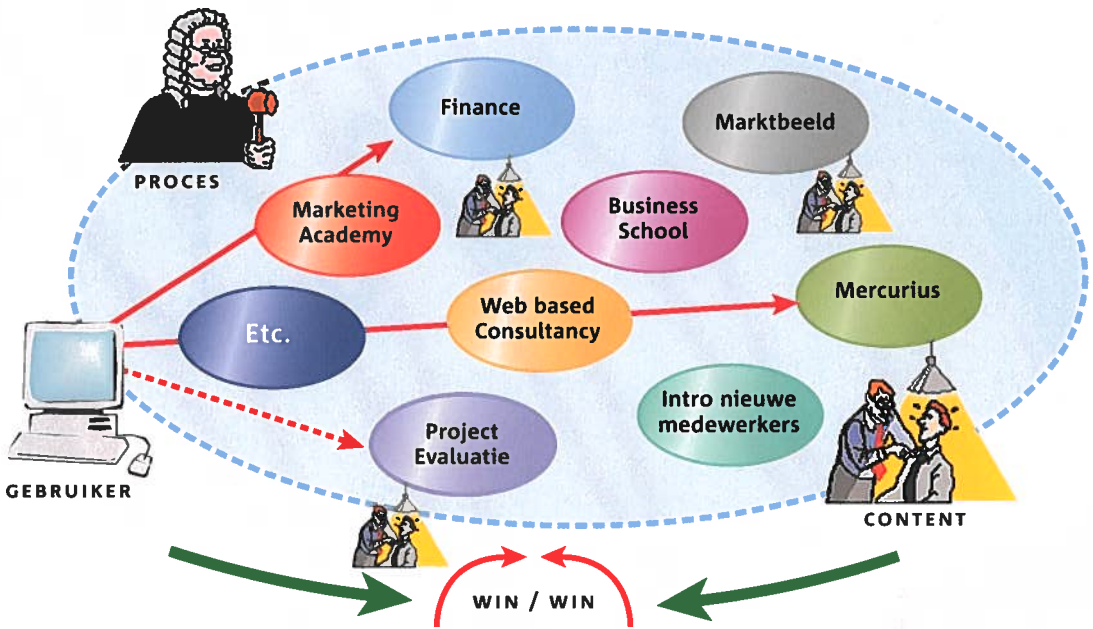 PROCES
Finance
Marktbeeld
Marketing
Academy
Business
School
Etc.
Web based
Consultancy
Mercurius
Project
Evaluatie
Intro nieuwe
medewerkers
GEBRUIKER
CONTENT
WIN / WIN